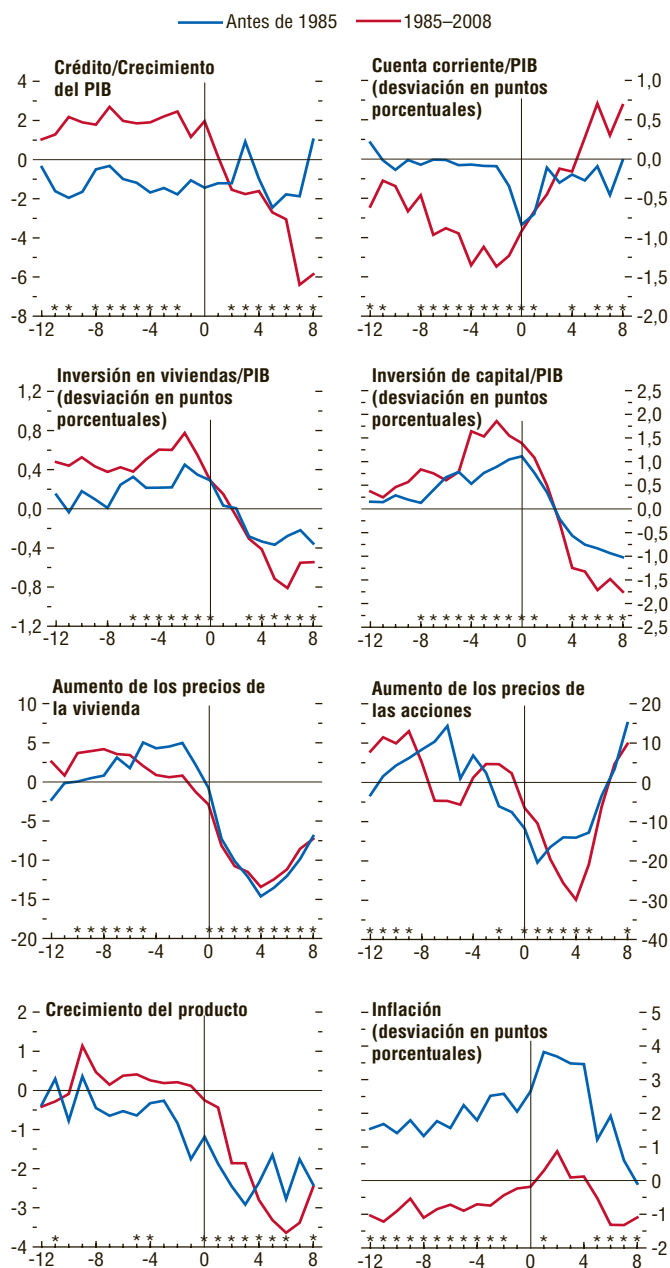 Antes de 1985 1985–2008
Crédito/Crecimiento
del PIB
4
2
0
-2
-4
-6
-8
* * * * * * * * * * * * * * * *
-12 -8 -4 0 4 8
Cuenta corriente/PIB
(desviación en puntos
porcentuales)
1,0
0,5
0,0
-0,5
-1,0
-1,5
-2,0
* * * * * * * * * * * * * * * *
-12 -8 -4 0 4 8
Inversión en viviendas/PIB
(desviación en puntos
porcentuales)
1,2
0,8
0,4
0,0
-0,4
-0,8
-1,2
* * * * * * * * * * * * *
-12 -8 -4 0 4 8
Inversión de capital/PIB
(desviación en puntos
porcentuales)
2,5
2,0
1,5
1,0
0,5
0,0
-0,5
-1,0
-1,5
-2,0
-2,5
* * * * * * * * * * * * * * *
-12 -8 -4 0 4 8
Aumento de los precios de
la vivienda
10
5
0
-5
-10
-15
-20
* * * * * * * * * * * * * * *
-12 -8 -4 0 4 8
Aumento de los precios de
las acciones
20
10
0
-10
-20
-30
-40
* * * * * * * * * * * *
-12 -8 -4 0 4 8
Crecimiento del producto
2
1
0
-1
-2
-3
-4
* * * * * * * * * * * *
-12 -8 -4 0 4 8
Inflación
(desviación en puntos
porcentuales)
5
4
3
2
1
0
-1
-2
* * * * * * * * * * * * * * * *
-12 -8 -4 0 4 8